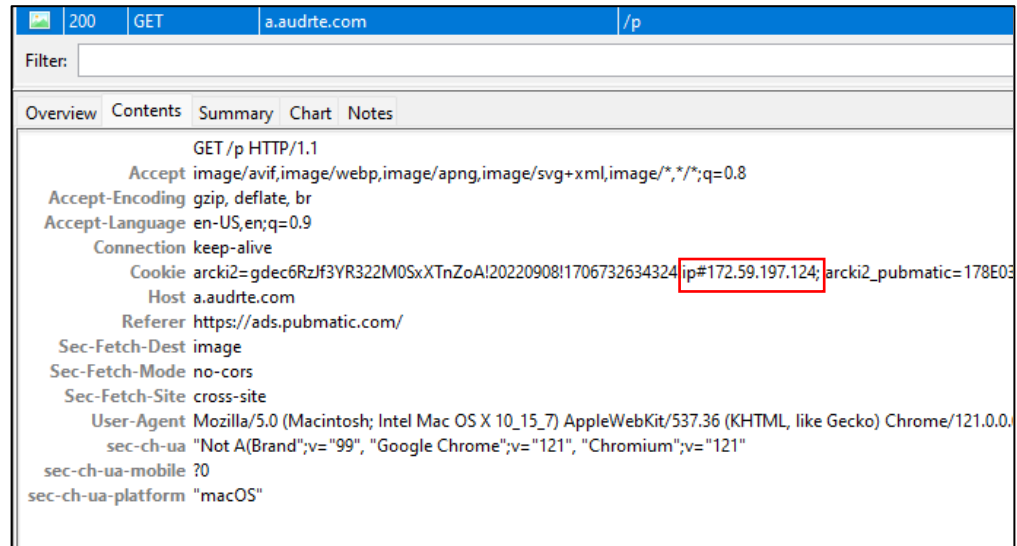 200 GET a.audrte.com /p
Filter:
Overview Contents Summary Chart Notes
GET /p HTTP/1.1
Accept image/avif,image/webp,image/apng,image/svg+xml,image/*,*/*;q=0.8
Accept-Encoding gzip, deflate, br
Accept-Language en-US,en;q=0.9
Connection keep-alive
Cookie arcki2=gdec6RzJf3YR322M0SxXTnZoA!20220908!1706732634324 ip#172.59.197.124; arcki2_pubmatic=178E03
Host a.audrte.com
Referer https://ads.pubmatic.com/
Sec-Fetch-Dest image
Sec-Fetch-Mode no-cors
Sec-Fetch-Site cross-site
User-Agent Mozilla/5.0 (Macintosh; Intel Mac OS X 10_15_7) AppleWebKit/537.36 (KHTML, like Gecko) Chrome/121.0.0.
sec-ch-ua "Not A(Brand";v="99", "Google Chrome";v="121", "Chromium";v="121"
sec-ch-ua-mobile ?0
sec-ch-ua-platform "macOS"